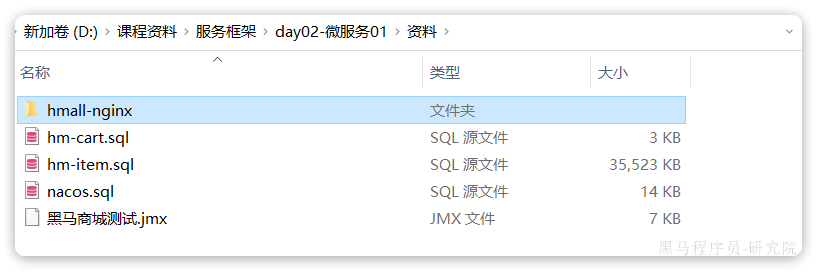 新加卷 (D:) › 课程资料 › 服务框架 › day02-微服务01 › 资料 ›
名称 类型 大小
hmall-nginx 文件夹
hm-cart.sql SQL 源文件 3 KB
hm-item.sql SQL 源文件 35,523 KB
nacos.sql SQL 源文件 14 KB
黑马商城测试.jmx JMX 文件 7 KB
黑马程序员-研究院